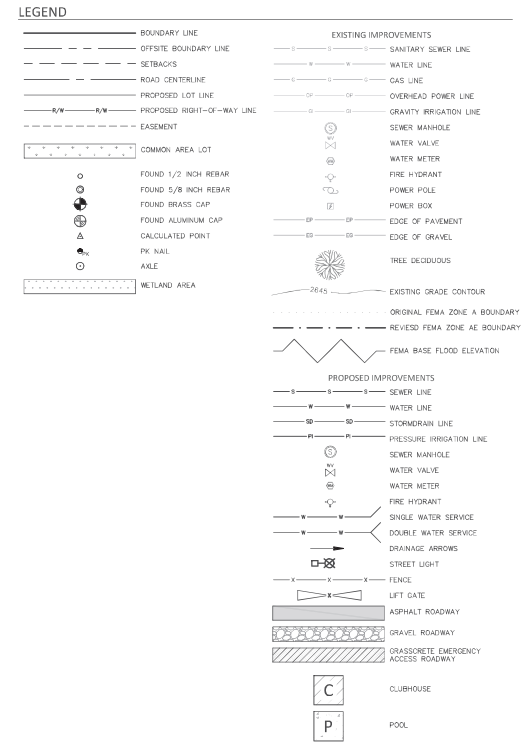 LEGEND
BOUNDARY LINE
OFFSITE BOUNDARY LINE
SETBACKS
ROAD CENTERLINE
PROPOSED LOT LINE
R/W R/W PROPOSED RIGHT-OF-WAY LINE
EASEMENT
COMMON AREA LOT
FOUND 1/2 INCH REBAR
FOUND 5/8 INCH REBAR
FOUND BRASS CAP
FOUND ALUMINUM CAP
CALCULATED POINT
PK PK NAIL
AXLE
WETLAND AREA
EXISTING IMPROVEMENTS
S S S SANITARY SEWER LINE
W W WATER LINE
G G G GAS LINE
OP OP OVERHEAD POWER LINE
GI GI GRAVITY IRRIGATION LINE
S SEWER MANHOLE
WV WATER VALVE
WATER METER
FIRE HYDRANT
POWER POLE
POWER BOX
EP EP EDGE OF PAVEMENT
EG EG EDGE OF GRAVEL
TREE DECIDUOUS
2645 EXISTING GRADE CONTOUR
ORIGINAL FEMA ZONE A BOUNDARY
REVIESD FEMA ZONE AE BOUNDARY
FEMA BASE FLOOD ELEVATION
PROPOSED IMPROVEMENTS
S S S SEWER LINE
W W WATER LINE
SD SD STORMDRAIN LINE
PI PI PRESSURE IRRIGATION LINE
S SEWER MANHOLE
WV WATER VALVE
WATER METER
FIRE HYDRANT
W W SINGLE WATER SERVICE
W W DOUBLE WATER SERVICE
DRAINAGE ARROWS
STREET LIGHT
X X X FENCE
X LIFT GATE
ASPHALT ROADWAY
GRAVEL ROADWAY
GRASSCRETE EMERGENCY
ACCESS ROADWAY
C CLUBHOUSE
P POOL